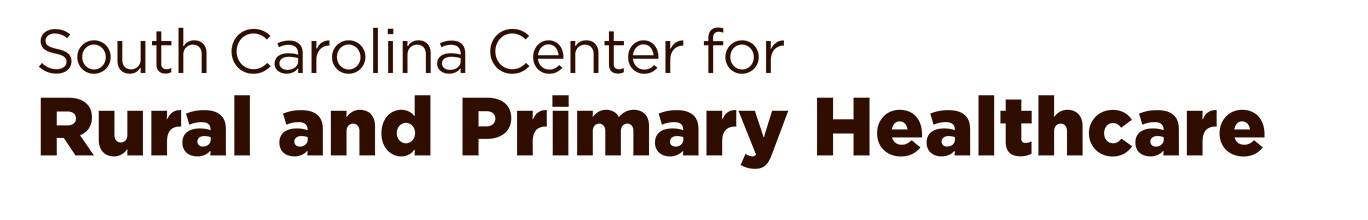 South Carolina Center for
Rural and Primary Healthcare